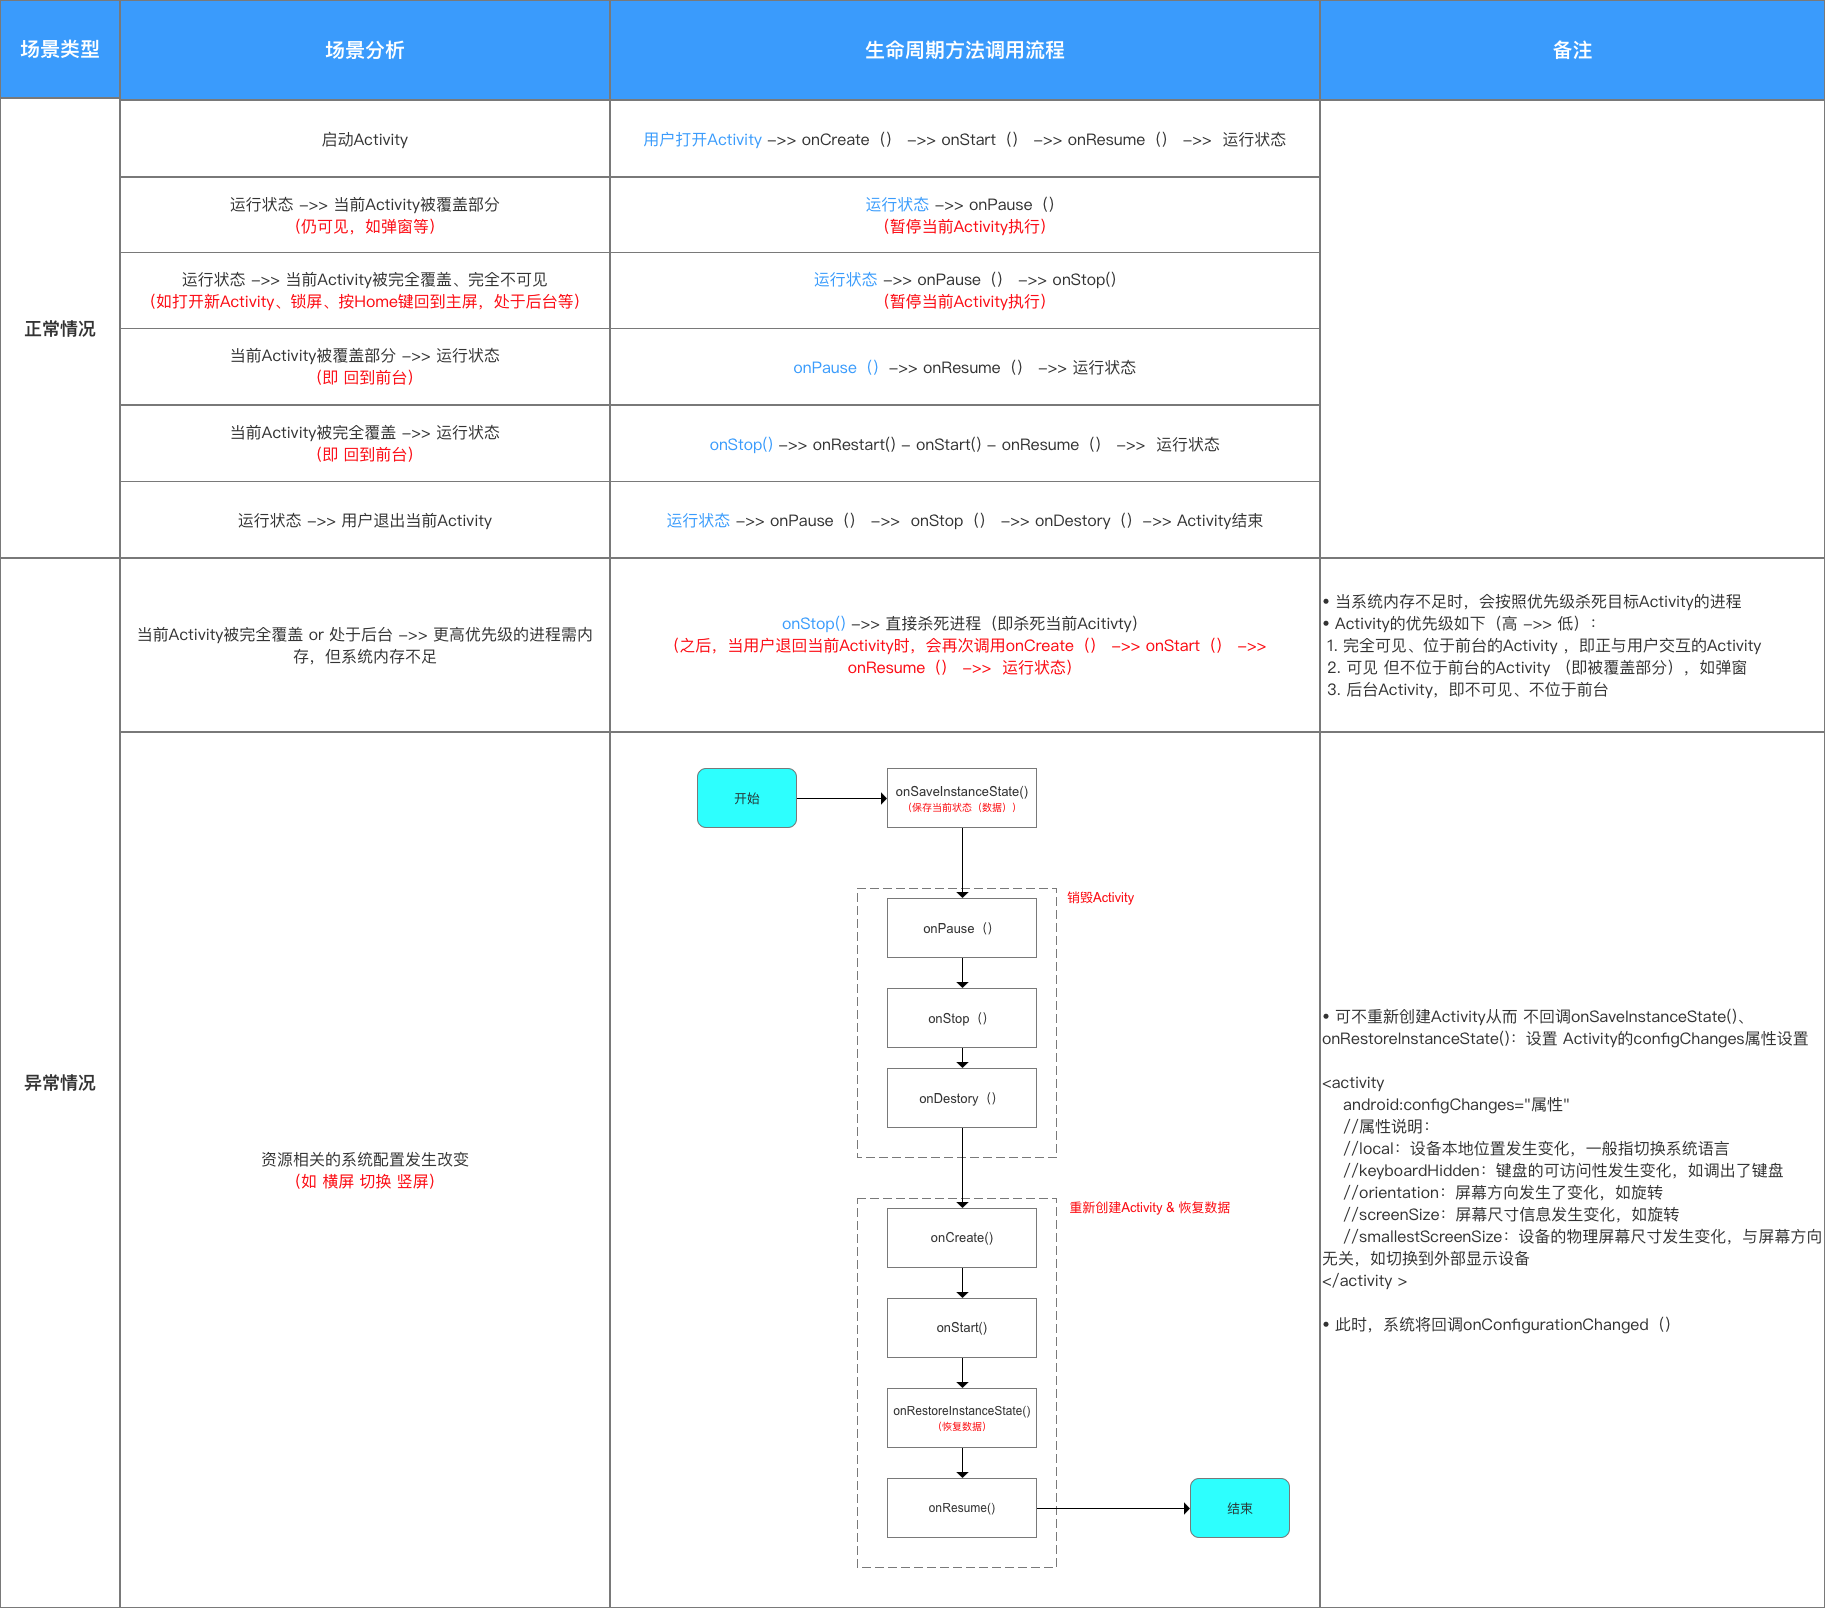 场景类型
场景分析
生命周期方法调用流程
备注
正常情况
启动Activity
用户打开Activity –>> onCreate（） –>> onStart（） –>> onResume（） –>> 运行状态
运行状态 –>> 当前Activity被覆盖部分
（仍可见，如弹窗等）
运行状态 –>> onPause（）
（暂停当前Activity执行）
运行状态 –>> 当前Activity被完全覆盖、完全不可见
（如打开新Activity、锁屏、按Home键回到主屏，处于后台等）
运行状态 –>> onPause（） –>> onStop()
（暂停当前Activity执行）
当前Activity被覆盖部分 –>> 运行状态
（即 回到前台）
onPause（） –>> onResume（） –>> 运行状态
当前Activity被完全覆盖 –>> 运行状态
（即 回到前台）
onStop() –>> onRestart() – onStart() – onResume（） –>> 运行状态
运行状态 –>> 用户退出当前Activity
运行状态 –>> onPause（） –>> onStop（） –>> onDestory（）–>> Activity结束
异常情况
当前Activity被完全覆盖 or 处于后台 –>> 更高优先级的进程需内
存，但系统内存不足
onStop() –>> 直接杀死进程（即杀死当前Acitivty）
（之后，当用户退回当前Activity时，会再次调用onCreate（） –>> onStart（） –>>
onResume（） –>> 运行状态）
• 当系统内存不足时，会按照优先级杀死目标Activity的进程
• Activity的优先级如下（高 –>> 低）：
1. 完全可见、位于前台的Activity ，即正与用户交互的Activity
2. 可见 但不位于前台的Activity （即被覆盖部分），如弹窗
3. 后台Activity，即不可见、不位于前台
资源相关的系统配置发生改变
（如 横屏 切换 竖屏）
开始
onSaveInstanceState()
（保存当前状态（数据））
销毁Activity
onPause（）
onStop（）
onDestory（）
重新创建Activity & 恢复数据
onCreate()
onStart()
onRestoreInstanceState()
（恢复数据）
onResume()
结束
• 可不重新创建Activity从而 不回调onSaveInstanceState()、
onRestoreInstanceState()：设置 Activity的configChanges属性设置
<activity
android:configChanges="属性"
//属性说明：
//local：设备本地位置发生变化，一般指切换系统语言
//keyboardHidden：键盘的可访问性发生变化，如调出了键盘
//orientation：屏幕方向发生了变化，如旋转
//screenSize：屏幕尺寸信息发生变化，如旋转
//smallestScreenSize：设备的物理屏幕尺寸发生变化，与屏幕方向
无关，如切换到外部显示设备
</activity >
• 此时，系统将回调onConfigurationChanged（）